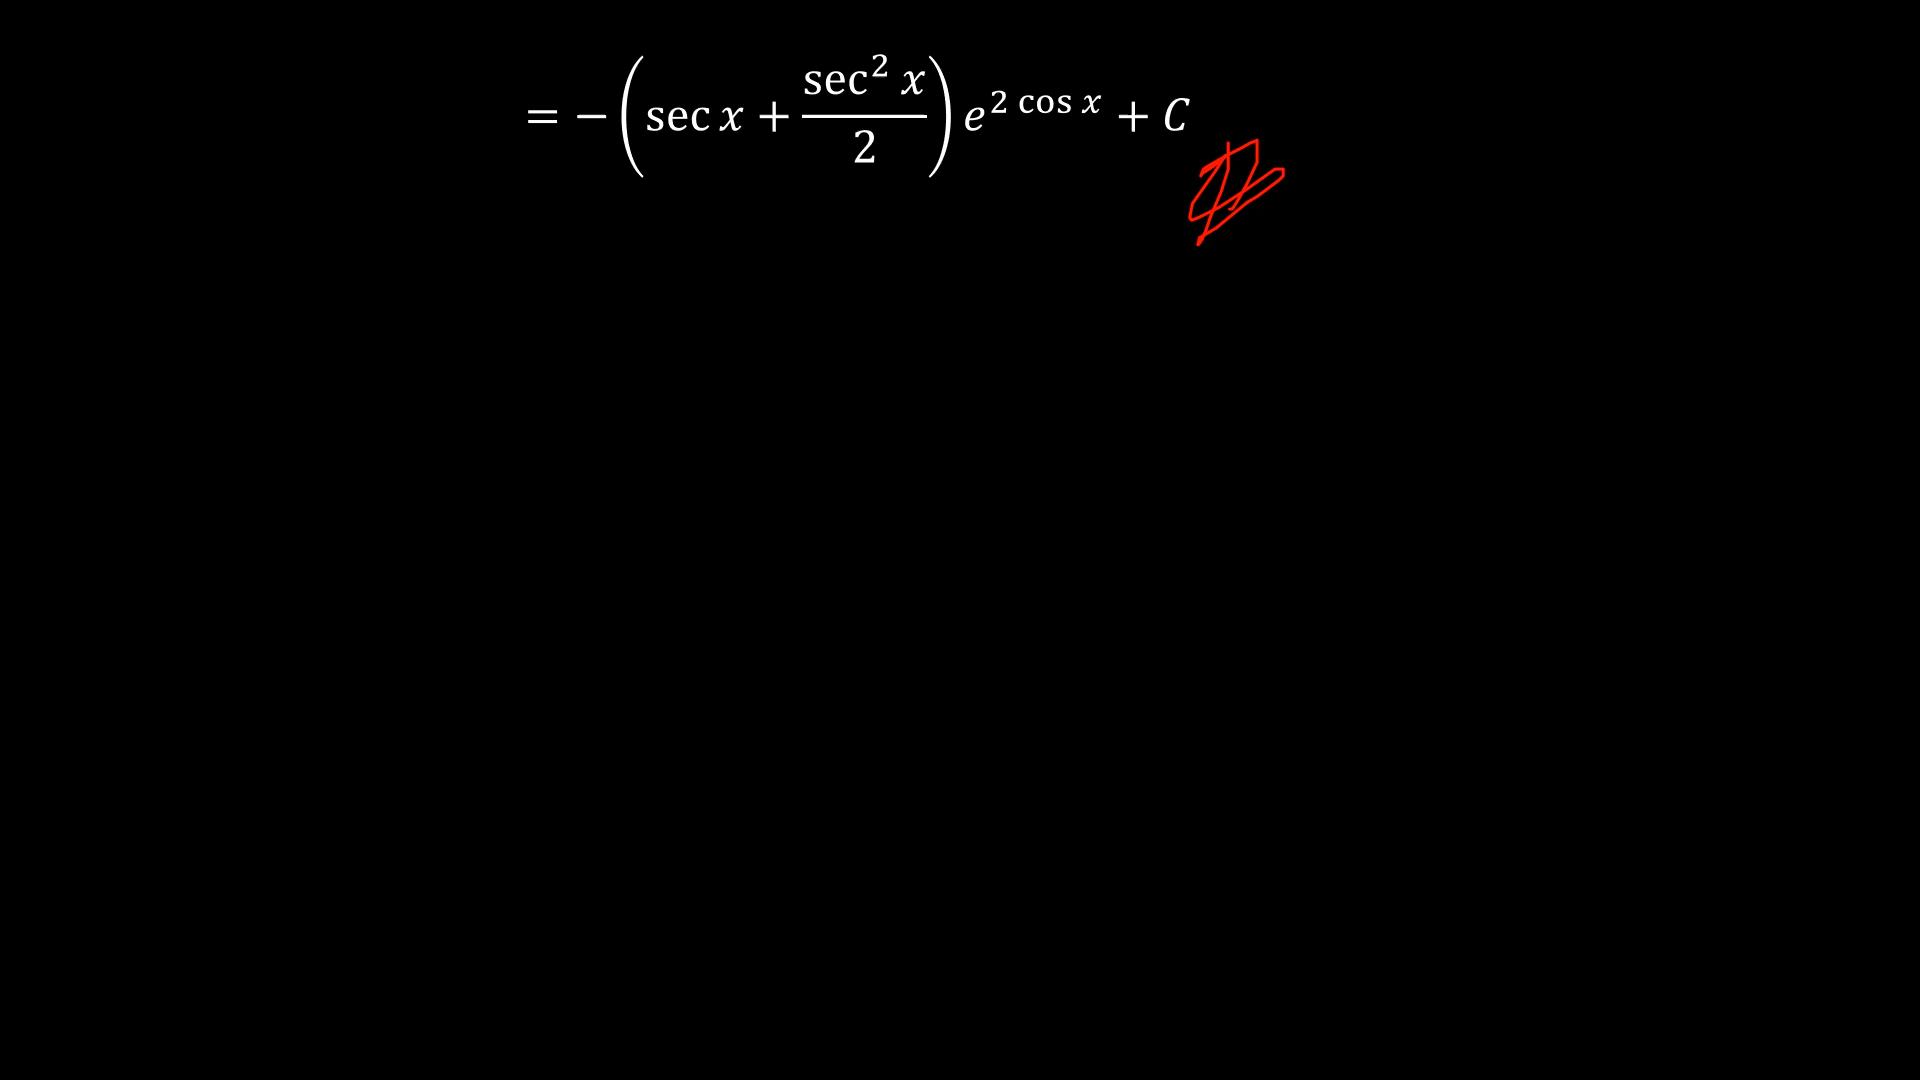 = −(sec x + sec² x / 2) e^{2 cos x} + C